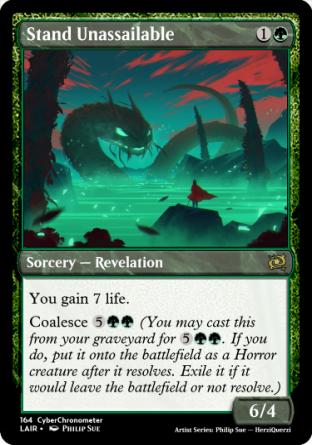 Stand Unassailable 1
Sorcery — Revelation
You gain 7 life.
Coalesce 5 (You may cast this
from your graveyard for 5. If you
do, put it onto the battlefield as a Horror
creature after it resolves. Exile it if it
would leave the battlefield or not resolve.)
6/4
164 CyberChronometer
LAIR • Philip Sue
Artist Series: Philip Sue — HerziQuerzi